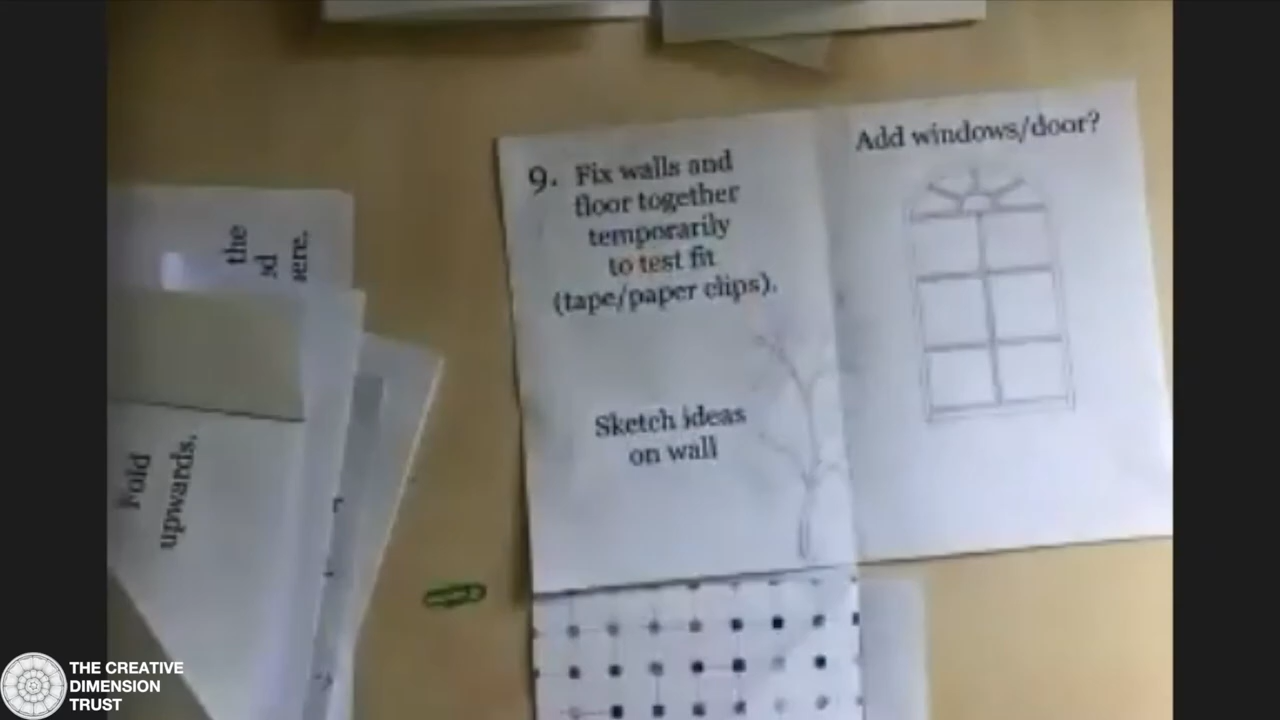 9. Fix walls and
floor together
temporarily
to test fit
(tape/paper clips).
Sketch ideas
on wall
Add windows/door?
the
Fold
upwards.
THE CREATIVE
DIMENSION
TRUST